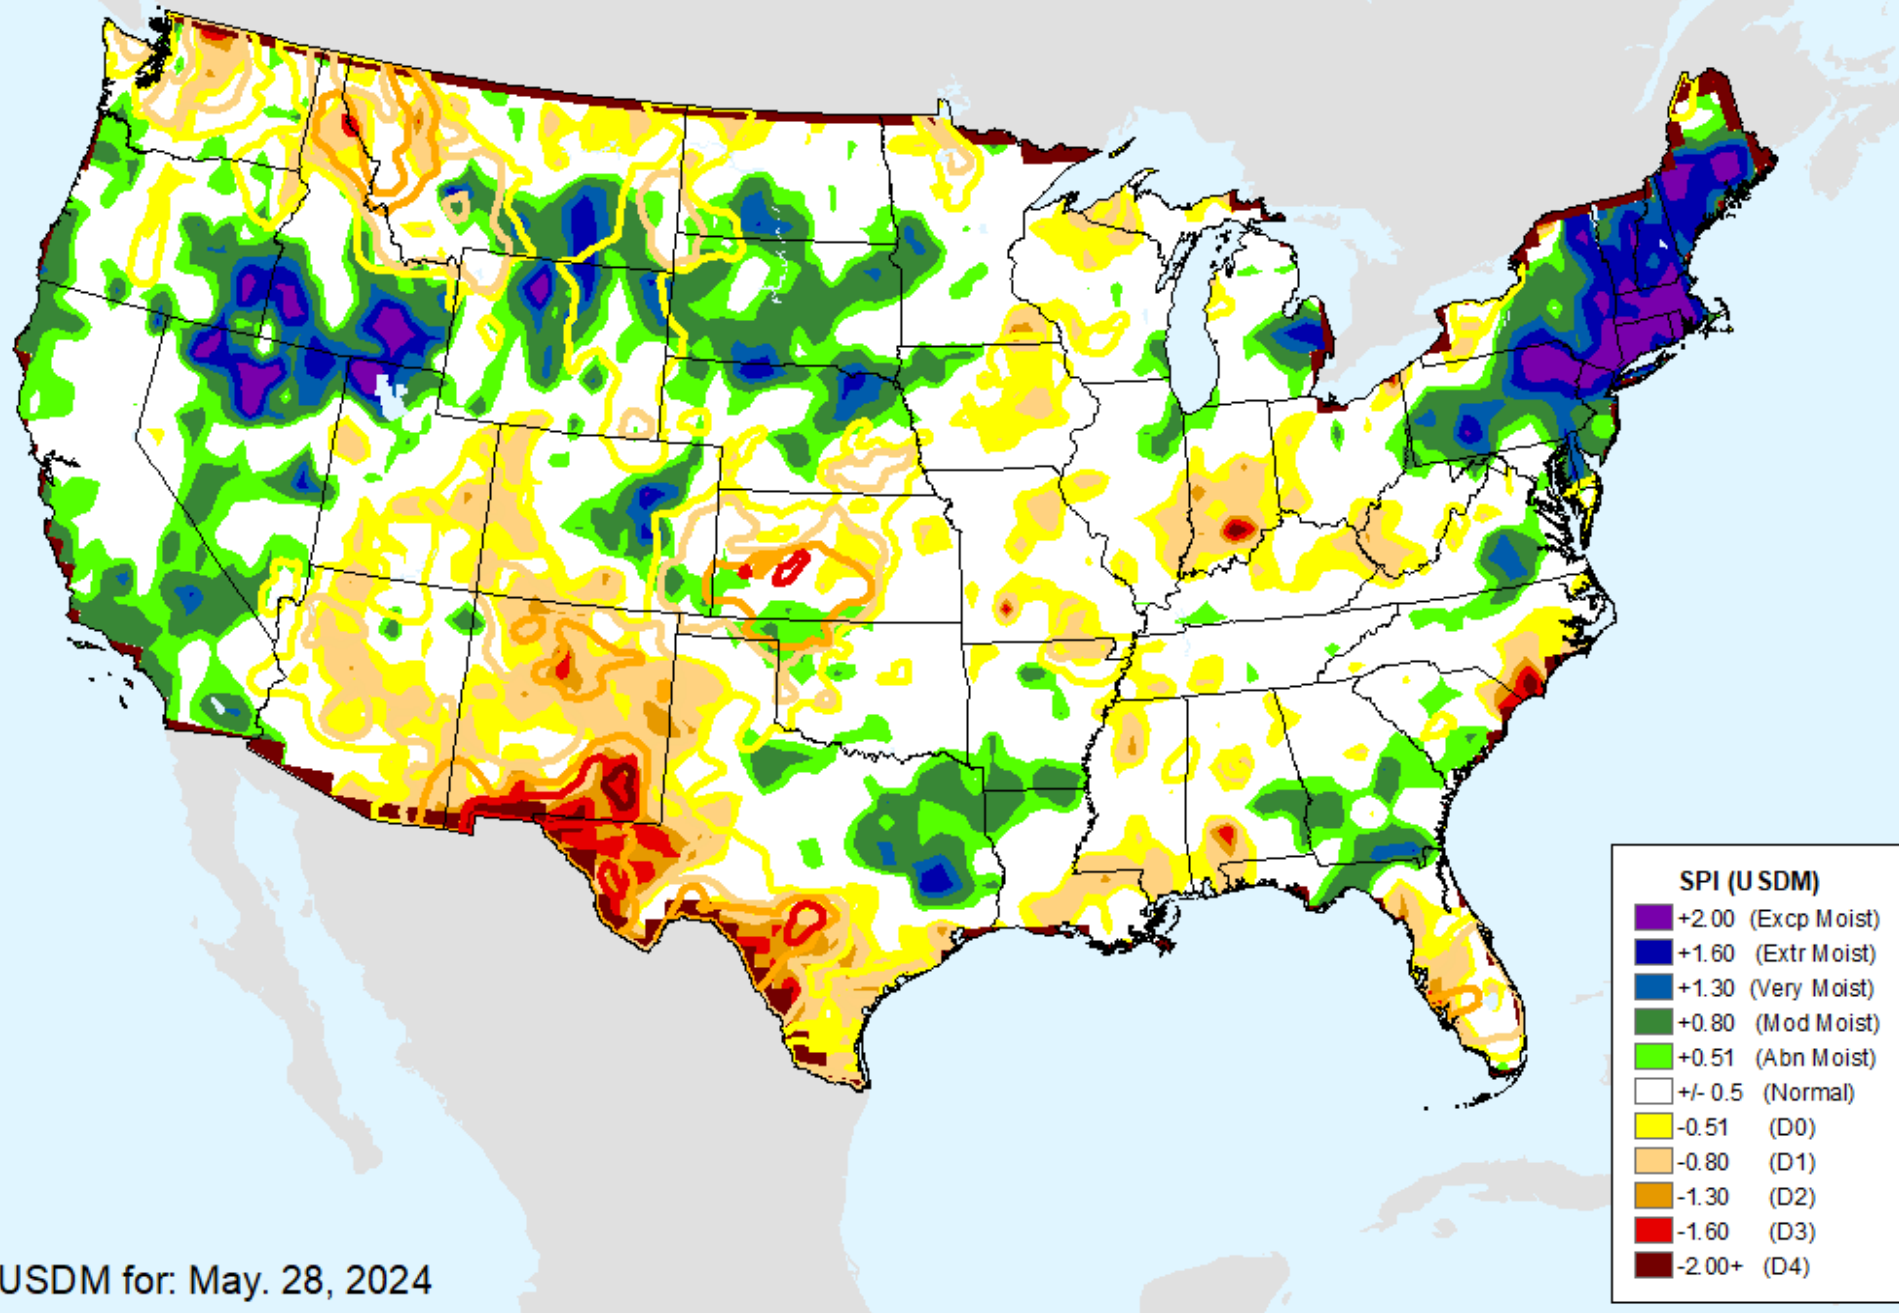 SPI (USDM)
+2.00 (Excp Moist)
+1.60 (Extr Moist)
+1.30 (Very Moist)
+0.80 (Mod Moist)
+0.51 (Abn Moist)
+/- 0.5 (Normal)
-0.51 (D0)
-0.80 (D1)
-1.30 (D2)
-1.60 (D3)
-2.00+ (D4)
USDM for: May. 28, 2024